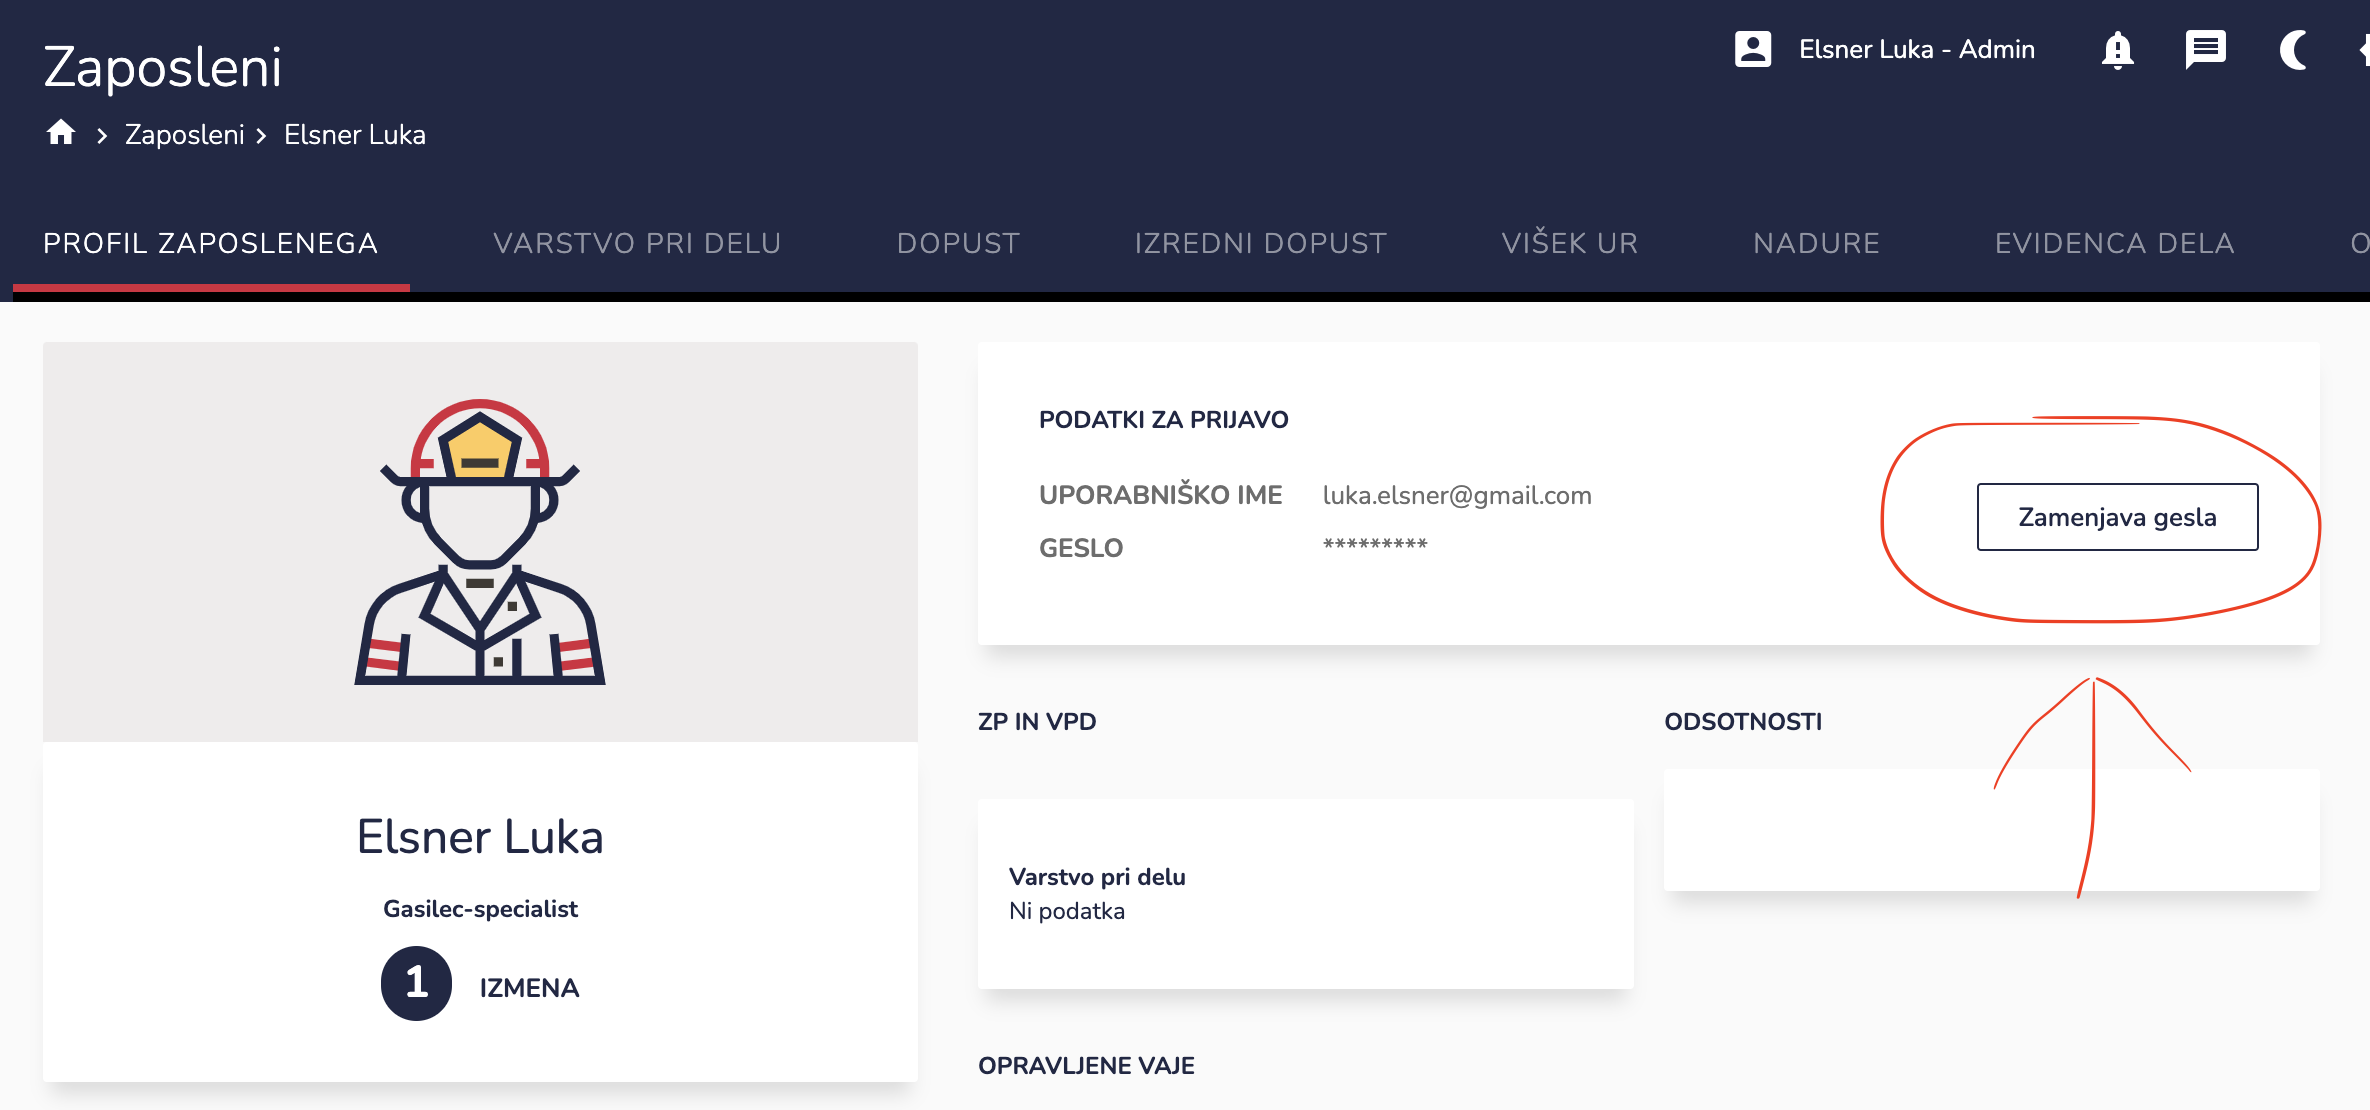 Zaposleni
Elsner Luka - Admin
Zaposleni
Elsner Luka
PROFIL ZAPOSLENEGA
VARSTVO PRI DELU
DOPUST
IZREDNI DOPUST
VIŠEK UR
NADURE
EVIDENCA DELA
PODATKI ZA PRIJAVO
UPORABNIŠKO IME luka.elsner@gmail.com
GESLO *********
Zamenjava gesla
Elsner Luka
Gasilec-specialist
1 IZMENA
ZP IN VPD
ODSOTNOSTI
Varstvo pri delu
Ni podatka
OPRAVLJENE VAJE